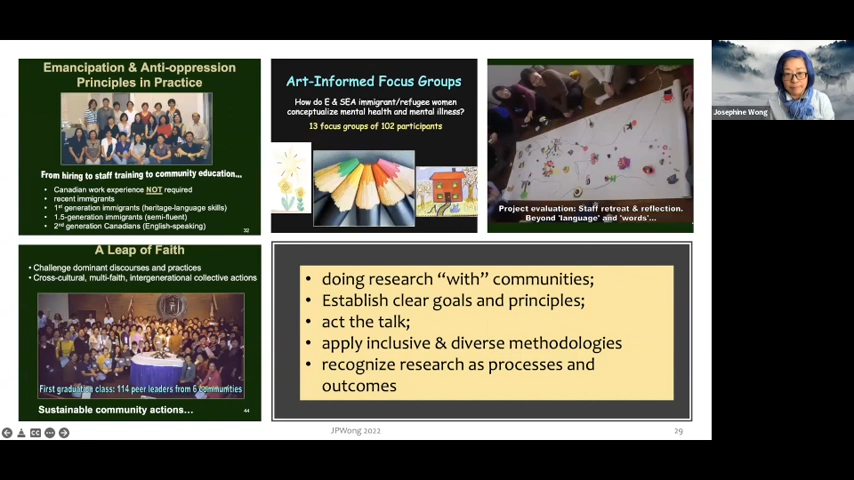 Emancipation & Anti-oppression
Principles in Practice
From hiring to staff training to community education...
• Canadian work experience NOT required
• recent immigrants
• 1st generation immigrants (heritage-language skills)
• 1.5-generation immigrants (semi-fluent)
• 2nd generation Canadians (English-speaking)
32
Art-Informed Focus Groups
How do E & SEA immigrant/refugee women
conceptualize mental health and mental illness?
13 focus groups of 102 participants
Project evaluation: Staff retreat & reflection.
Beyond 'language' and 'words'...
Josephine Wong
A Leap of Faith
• Challenge dominant discourses and practices
• Cross-cultural, multi-faith, intergenerational collective actions
First graduation class: 114 peer leaders from 6 communities
Sustainable community actions...
44
• doing research “with” communities;
• Establish clear goals and principles;
• act the talk;
• apply inclusive & diverse methodologies
• recognize research as processes and
outcomes
JPWong 2022
29
CC